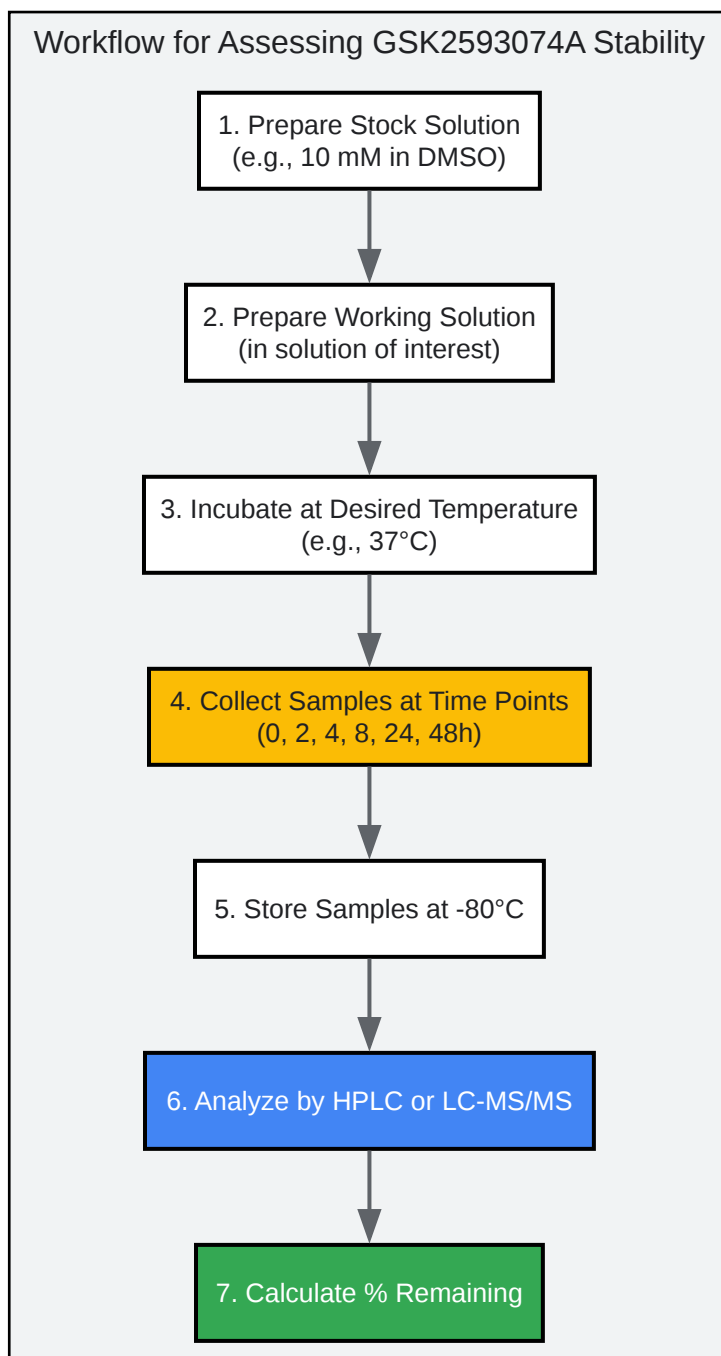 Workflow for Assessing GSK2593074A Stability
1. Prepare Stock Solution
(e.g., 10 mM in DMSO)
2. Prepare Working Solution
(in solution of interest)
3. Incubate at Desired Temperature
(e.g., 37°C)
4. Collect Samples at Time Points
(0, 2, 4, 8, 24, 48h)
5. Store Samples at -80°C
6. Analyze by HPLC or LC-MS/MS
7. Calculate % Remaining